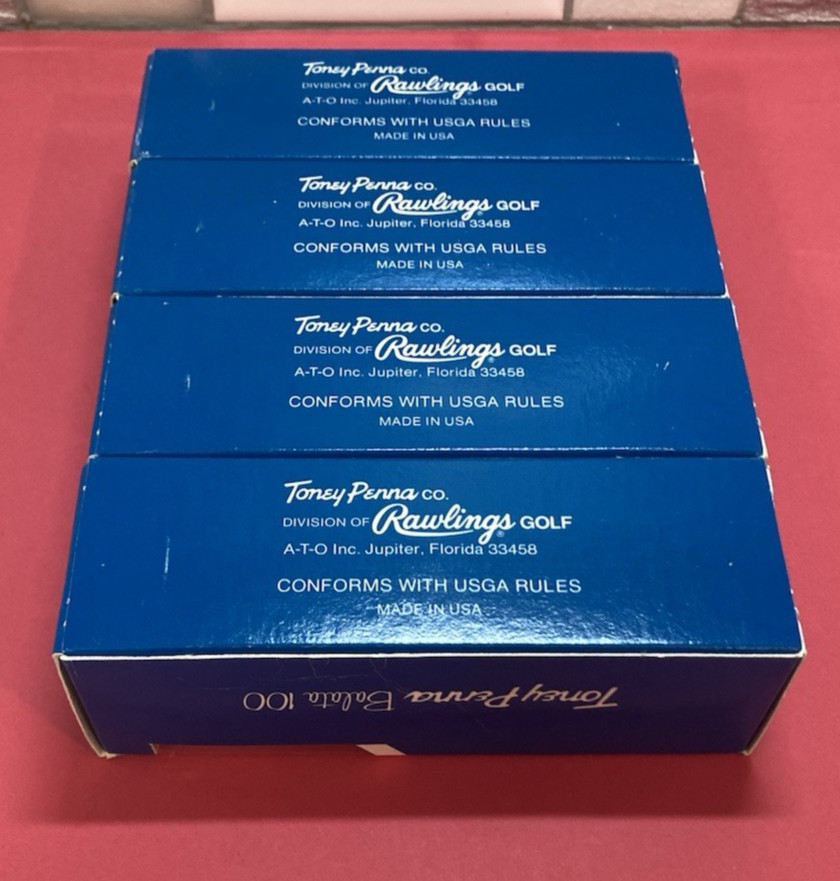 Toney Penna CO.
DIVISION OF Rawlings® GOLF
A-T-O Inc. Jupiter, Florida 33458
CONFORMS WITH USGA RULES
MADE IN USA
Toney Penna CO.
DIVISION OF Rawlings® GOLF
A-T-O Inc. Jupiter, Florida 33458
CONFORMS WITH USGA RULES
MADE IN USA
Toney Penna CO.
DIVISION OF Rawlings® GOLF
A-T-O Inc. Jupiter, Florida 33458
CONFORMS WITH USGA RULES
MADE IN USA
Toney Penna CO.
DIVISION OF Rawlings® GOLF
A-T-O Inc. Jupiter, Florida 33458
CONFORMS WITH USGA RULES
MADE IN USA
Toney Penna Balata 100